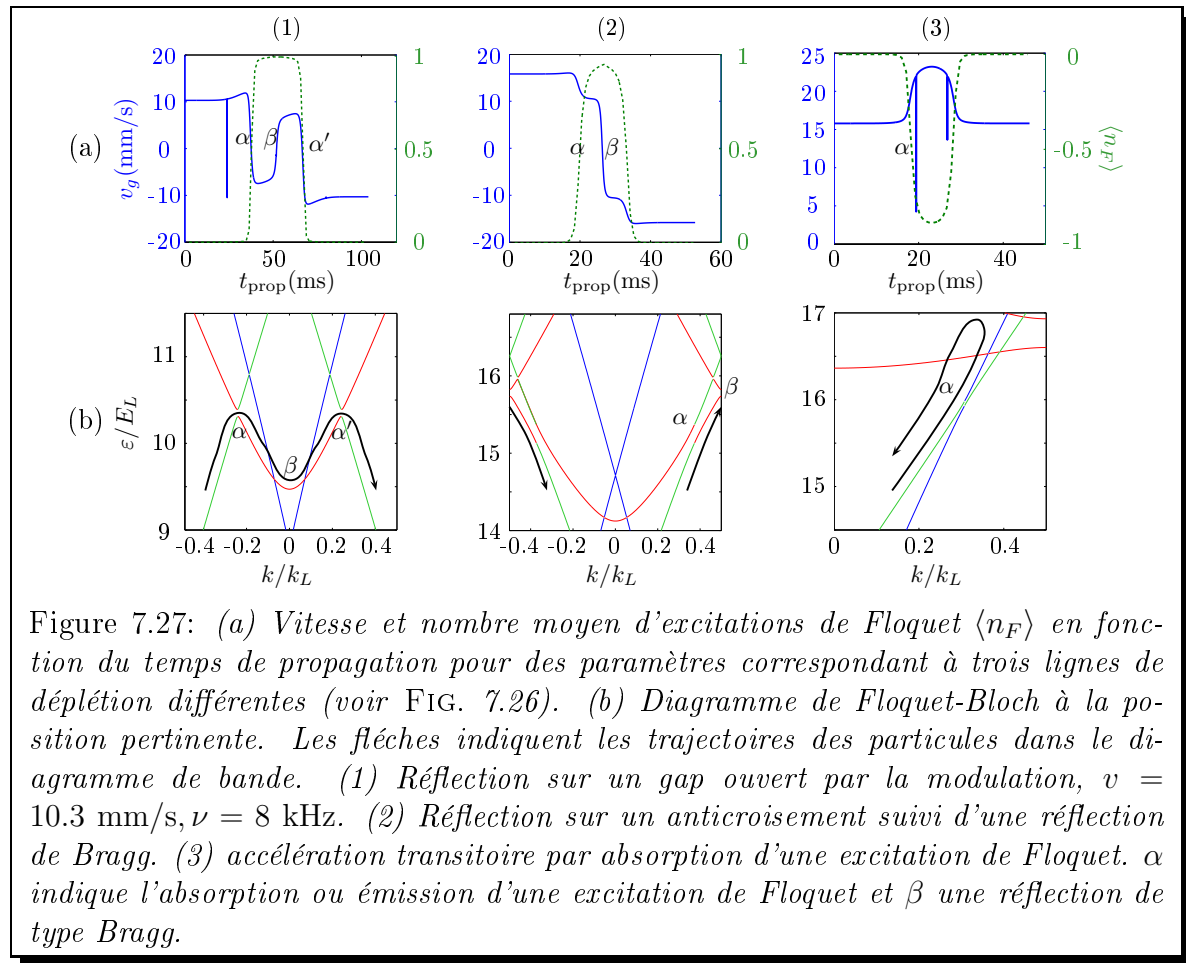 (1)
(2)
(3)
(a)
v_g(mm/s)
20
10
0
-10
-20
α
β
α′
1
0.5
0
0
50
100
t_prop(ms)
20
10
0
-10
-20
α
β
1
0.5
0
0
20
40
60
t_prop(ms)
25
20
15
10
5
0
α
0
-0.5
-1
⟨n_F⟩
0
20
40
t_prop(ms)
(b)
ε/E_L
11
10
9
α
β
α′
-0.4
-0.2
0
0.2
0.4
k/k_L
16
15
14
α
β
-0.4
-0.2
0
0.2
0.4
k/k_L
17
16
15
α
0
0.2
0.4
k/k_L
Figure 7.27: (a) Vitesse et nombre moyen d'excitations de Floquet ⟨n_F⟩ en fonc-
tion du temps de propagation pour des paramètres correspondant à trois lignes de
déplétion différentes (voir FIG. 7.26). (b) Diagramme de Floquet-Bloch à la po-
sition pertinente. Les fléches indiquent les trajectoires des particules dans le di-
agramme de bande. (1) Réflection sur un gap ouvert par la modulation, v =
10.3 mm/s, ν = 8 kHz. (2) Réflection sur un anticroisement suivi d'une réflection
de Bragg. (3) accélération transitoire par absorption d'une excitation de Floquet. α
indique l'absorption ou émission d'une excitation de Floquet et β une réflection de
type Bragg.